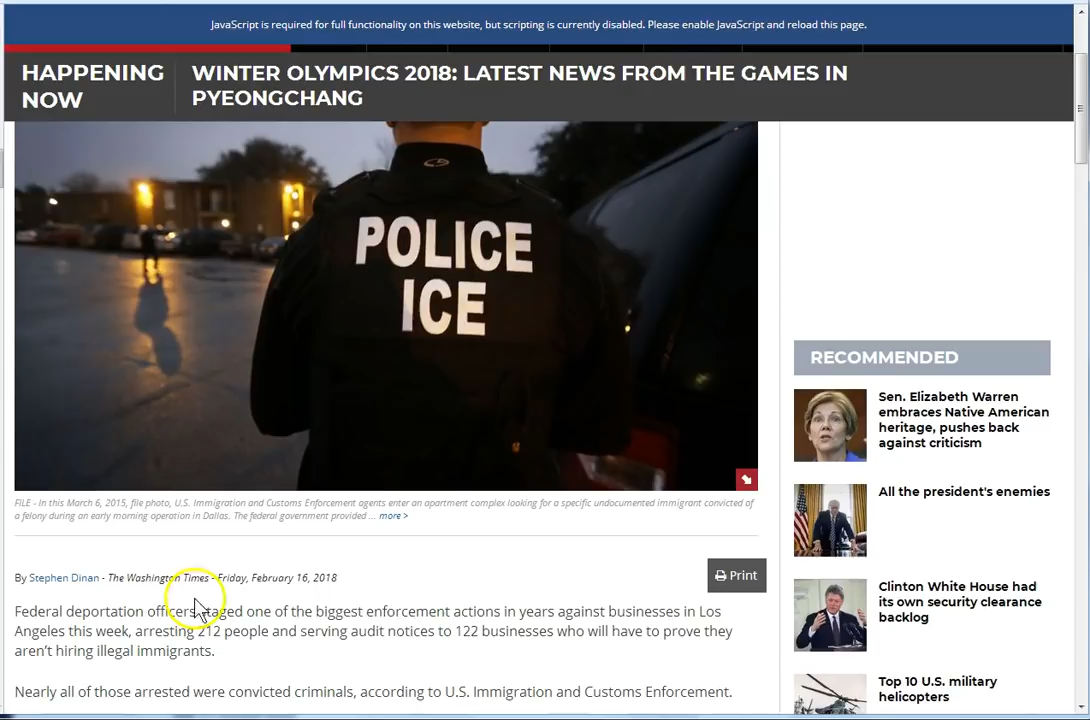 JavaScript is required for full functionality on this website, but scripting is currently disabled. Please enable JavaScript and reload this page.
HAPPENING
NOW
WINTER OLYMPICS 2018: LATEST NEWS FROM THE GAMES IN
PYEONGCHANG
POLICE
ICE
FILE - In this March 6, 2015, file photo, U.S. Immigration and Customs Enforcement agents enter an apartment complex looking for a specific undocumented immigrant convicted of
a felony during an early morning operation in Dallas. The federal government provided ... more >
By Stephen Dinan - The Washington Times - Friday, February 16, 2018
Print
Federal deportation officers staged one of the biggest enforcement actions in years against businesses in Los
Angeles this week, arresting 212 people and serving audit notices to 122 businesses who will have to prove they
aren't hiring illegal immigrants.
Nearly all of those arrested were convicted criminals, according to U.S. Immigration and Customs Enforcement.
RECOMMENDED
Sen. Elizabeth Warren
embraces Native American
heritage, pushes back
against criticism
All the president's enemies
Clinton White House had
its own security clearance
backlog
Top 10 U.S. military
helicopters